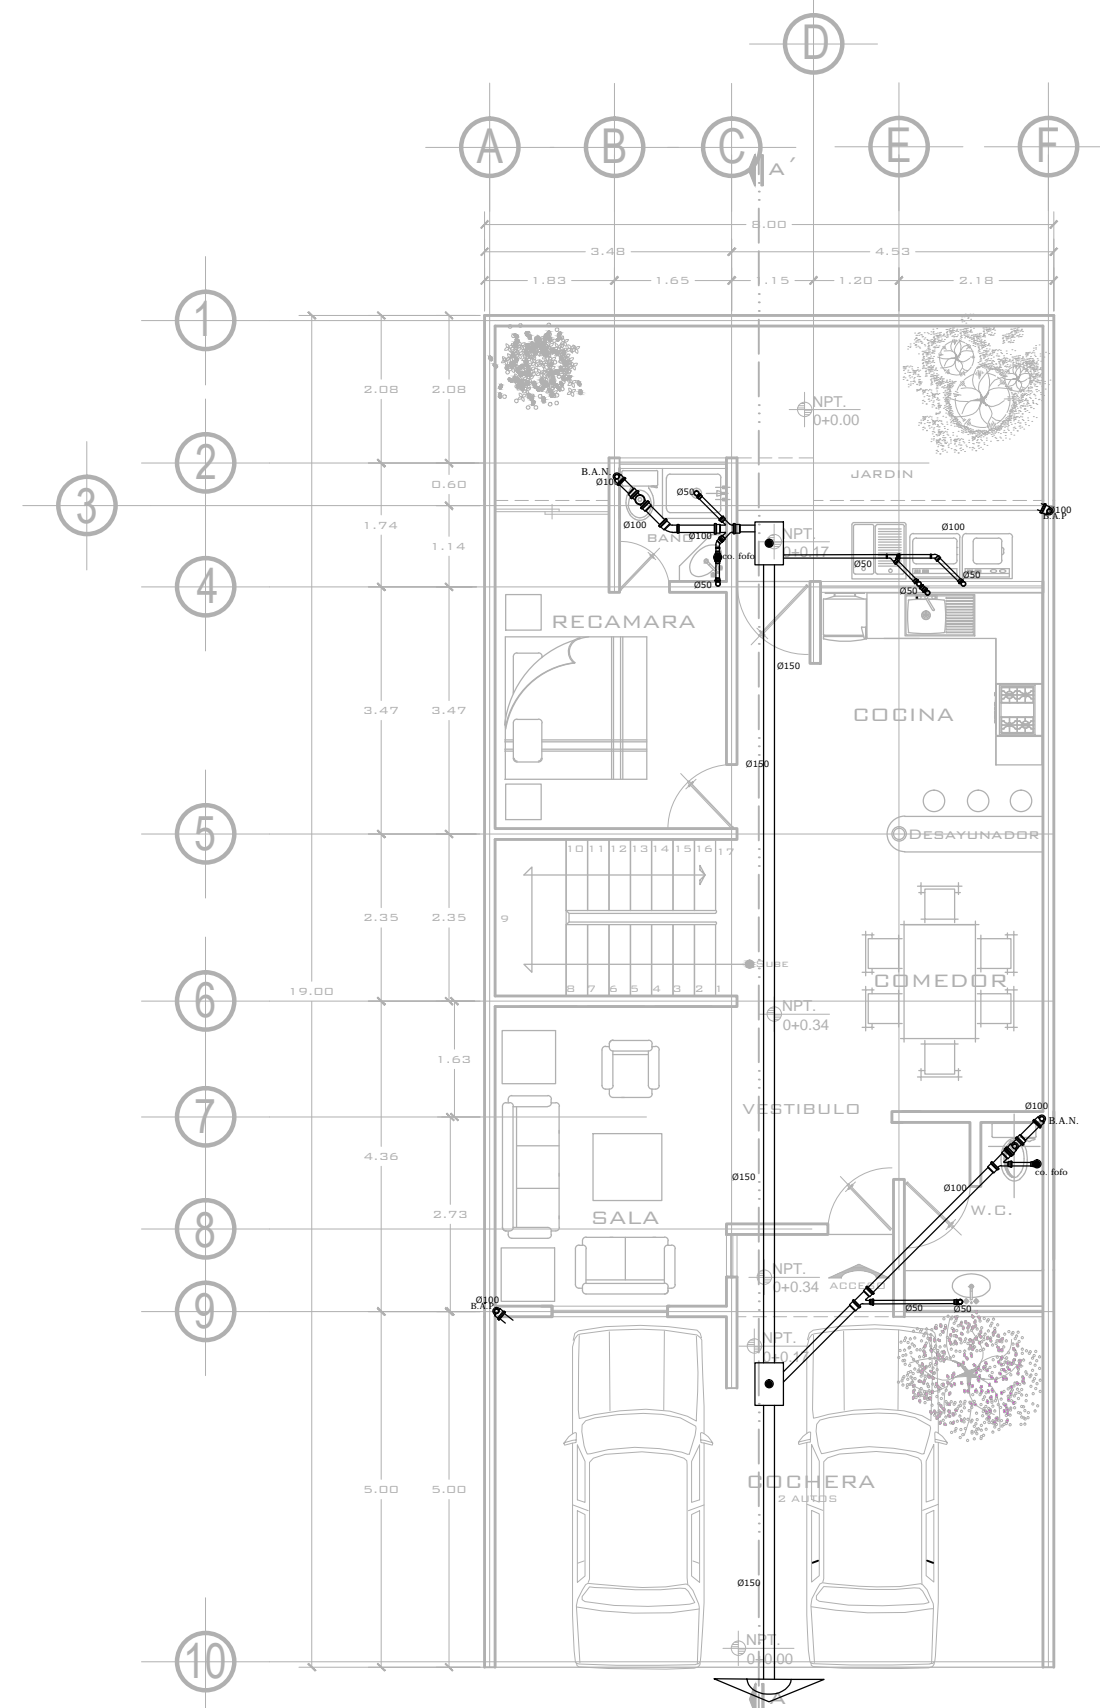 D
A B C E F
A´
8.00
3.48 4.53
1.83 1.65 1.15 1.20 2.18
1
2.08 2.08
NPT.
0+0.00
2
B.A.N.
Ø100
JARDIN
0.60
Ø50
3
Ø100
B.A.P
1.74
Ø100
Ø100
Ø100
NPT.
0+0.17
BAÑO
1.14
co. fofo
Ø50
Ø50
4
Ø50
Ø50
RECAMARA
Ø150
3.47 3.47
COCINA
Ø150
5
DESAYUNADOR
10 11 12 13 14 15 16 17
2.35 2.35
9
SUBE
COMEDOR
19.00
8 7 6 5 4 3 2 1
6
NPT.
0+0.34
1.63
7
VESTIBULO
Ø100
B.A.N.
4.36
co. fofo
Ø150
Ø100
2.73
W.C.
SALA
8
NPT.
0+0.34
ACCESO
Ø100
B.A.P
9
Ø50 Ø50
NPT.
0+0.17
COCHERA
2 AUTOS
5.00 5.00
Ø150
NPT.
0+0.00
10
A